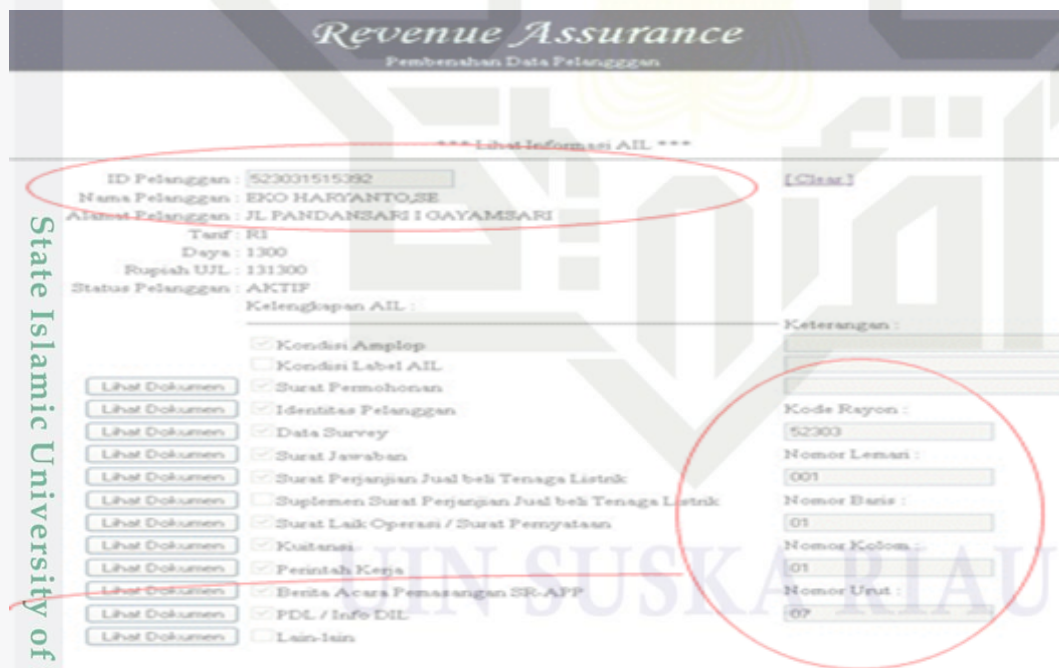 Revenue Assurance
Pembenahan Data Pelangggan
*** Lihat Informasi AIL ***
ID Pelanggan : 523031515392 [Clear]
Nama Pelanggan : EKO HARYANTO,SE
Alamat Pelanggan : JL PANDANSARI I GAYAMSARI
Tarif : R1
Daya : 1300
Rupiah UJL : 131300
Status Pelanggan : AKTIF
Kelengkapan AIL :
Keterangan :
Kondisi Amplop
Kondisi Label AIL
Lihat Dokumen Surat Permohonan
Lihat Dokumen Identitas Pelanggan
Lihat Dokumen Data Survey
Lihat Dokumen Surat Jawaban
Lihat Dokumen Surat Perjanjian Jual beli Tenaga Listrik
Lihat Dokumen Suplemen Surat Perjanjian Jual beli Tenaga Listrik
Lihat Dokumen Surat Laik Operasi / Surat Pernyataan
Lihat Dokumen Kuitansi
Lihat Dokumen Perintah Kerja
Lihat Dokumen Berita Acara Pemasangan SR-APP
Lihat Dokumen PDL / Info DIL
Lihat Dokumen Lain-lain
Kode Rayon :
52303
Nomor Lemari :
001
Nomor Baris :
01
Nomor Kolom :
01
Nomor Urut :
07
State Islamic University of
UIN SUSKA RIAU